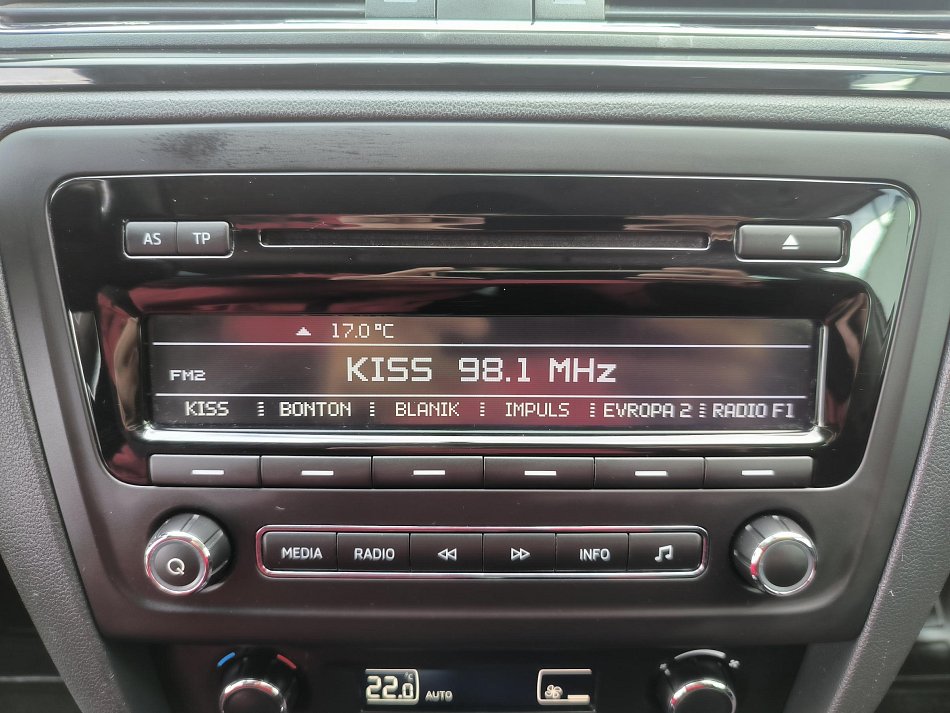 AS TP
17.0 °C
KISS 98.1 MHz
FM2
KISS BONTON BLANIK IMPULS EVROPA 2 RADIO F1
MEDIA RADIO INFO
22.0 °C AUTO